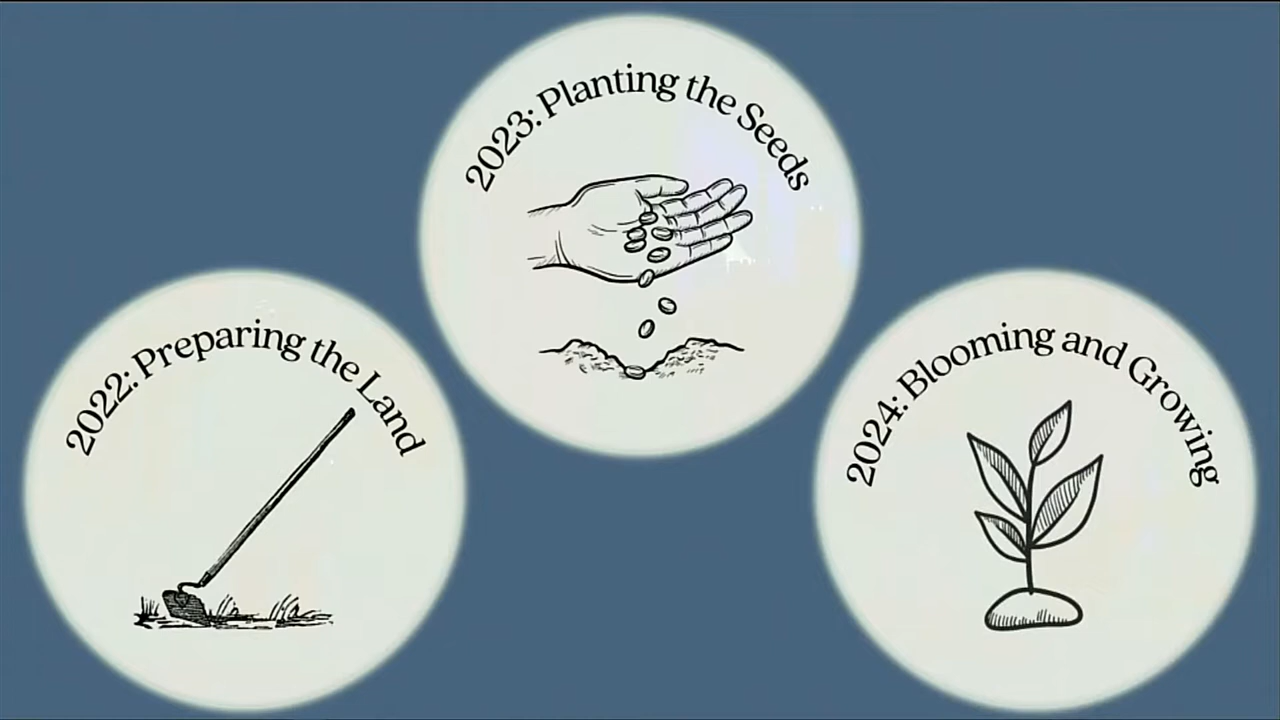 2022: Preparing the Land
2023: Planting the Seeds
2024: Blooming and Growing